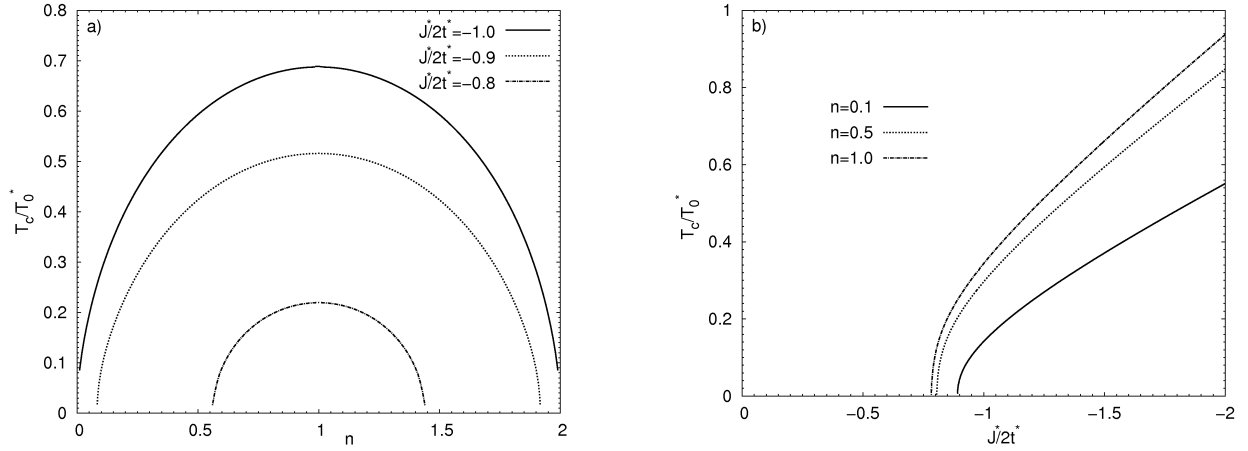 a)
J*/2t*=−1.0
J*/2t*=−0.9
J*/2t*=−0.8
0.8
0.7
0.6
0.5
0.4
0.3
0.2
0.1
0
T_c/T_0^*
0 0.5 1 1.5 2
n
b)
n=0.1
n=0.5
n=1.0
1
0.8
0.6
0.4
0.2
0
T_c/T_0^*
0 −0.5 −1 −1.5 −2
J*/2t*